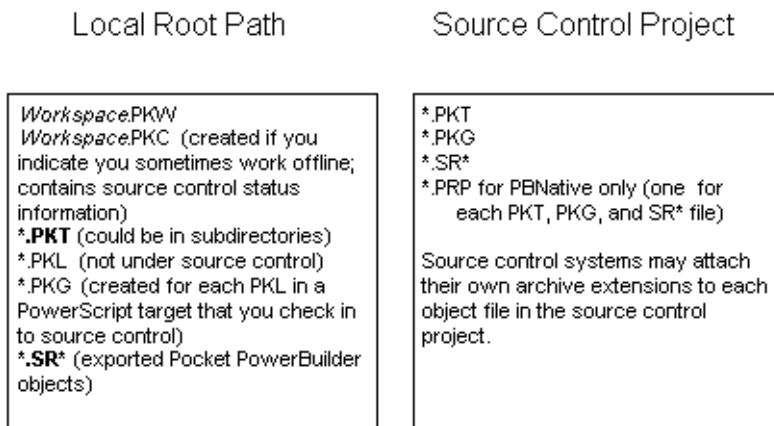 Local Root Path
Workspace.PKW
Workspace.PKC (created if you
indicate you sometimes work offline;
contains source control status
information)
*.PKT (could be in subdirectories)
*.PKL (not under source control)
*.PKG (created for each PKL in a
PowerScript target that you check in
to source control)
*.SR* (exported Pocket PowerBuilder
objects)
Source Control Project
*.PKT
*.PKG
*.SR*
*.PRP for PBNative only (one for
each PKT, PKG, and SR* file)
Source control systems may attach
their own archive extensions to each
object file in the source control
project.